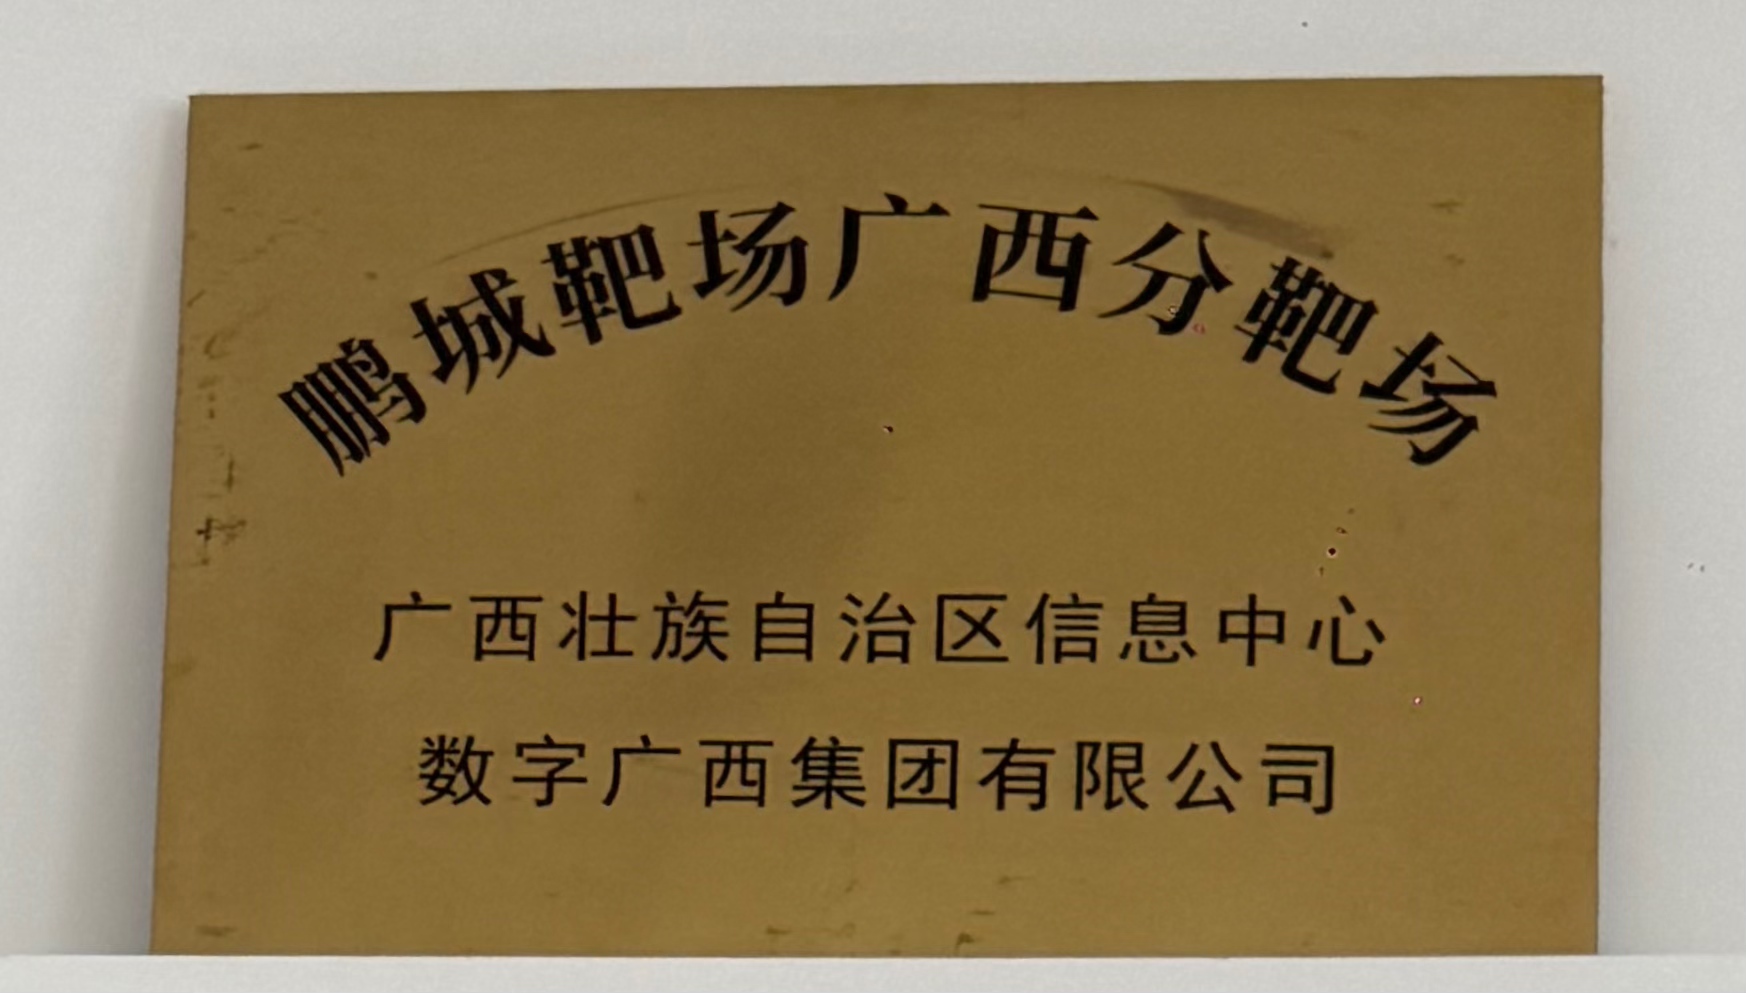 鹏城靶场广西分靶场
广西壮族自治区信息中心
数字广西集团有限公司